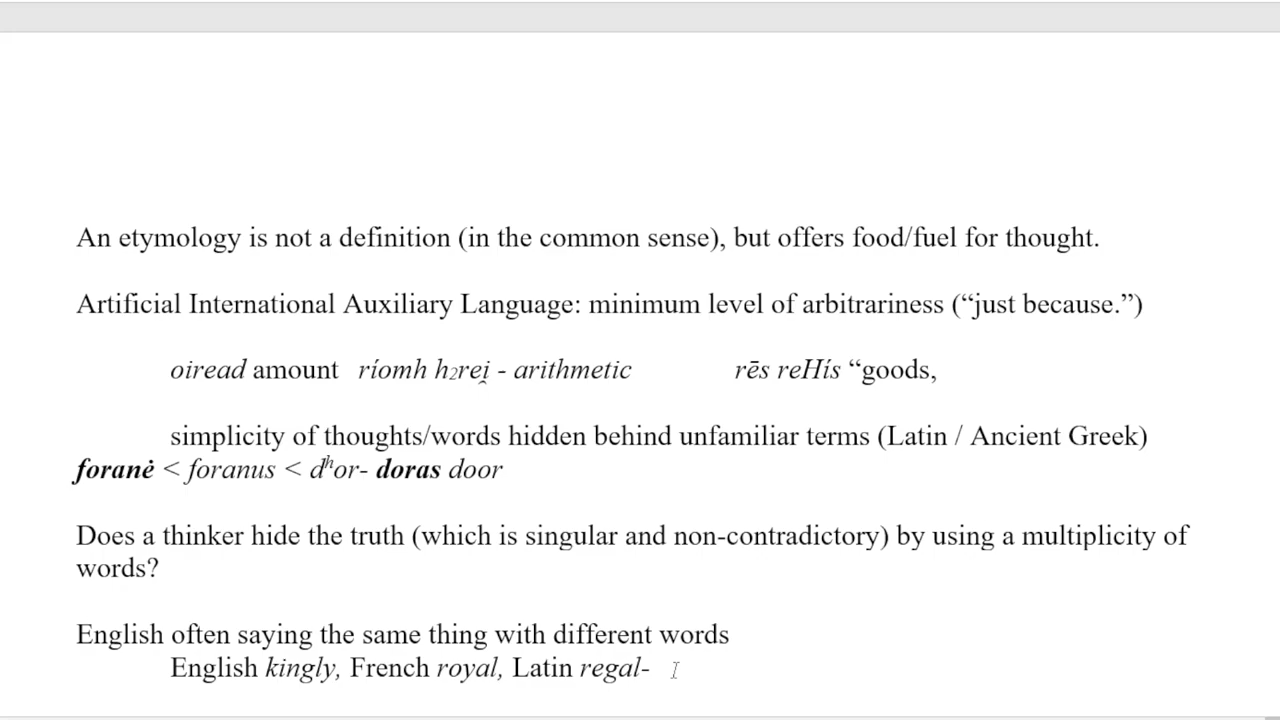 An etymology is not a definition (in the common sense), but offers food/fuel for thought.
Artificial International Auxiliary Language: minimum level of arbitrariness (“just because.”)
oiread amount ríomh h₂rei̯ - arithmetic rēs reHís “goods,
simplicity of thoughts/words hidden behind unfamiliar terms (Latin / Ancient Greek)
foranė < foranus < dʰor- doras door
Does a thinker hide the truth (which is singular and non-contradictory) by using a multiplicity of
words?
English often saying the same thing with different words
English kingly, French royal, Latin regal-